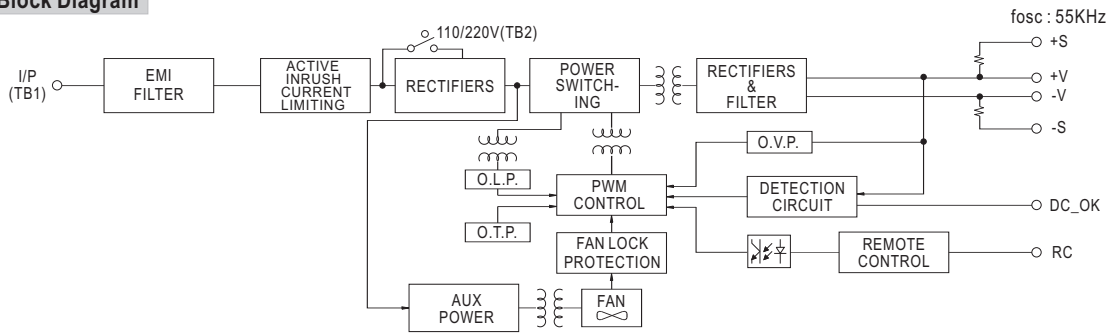 Block Diagram
fosc : 55KHz
110/220V(TB2)
+S
I/P
(TB1)
EMI
FILTER
ACTIVE
INRUSH
CURRENT
LIMITING
RECTIFIERS
POWER
SWITCH-
ING
RECTIFIERS
&
FILTER
+V
-V
-S
O.L.P.
O.T.P.
PWM
CONTROL
O.V.P.
DETECTION
CIRCUIT
DC_OK
FAN LOCK
PROTECTION
REMOTE
CONTROL
RC
AUX
POWER
FAN